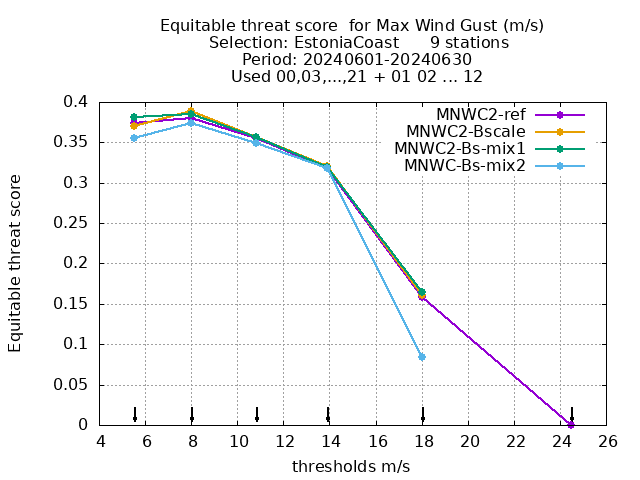 Equitable threat score  for Max Wind Gust (m/s)
Selection: EstoniaCoast      9 stations
Period: 20240601-20240630
Used 00,03,...,21 + 01 02 ... 12
MNWC2-ref
MNWC2-Bscale
MNWC2-Bs-mix1
MNWC-Bs-mix2
Equitable threat score
0.4
0.35
0.3
0.25
0.2
0.15
0.1
0.05
0
4 6 8 10 12 14 16 18 20 22 24 26
thresholds m/s